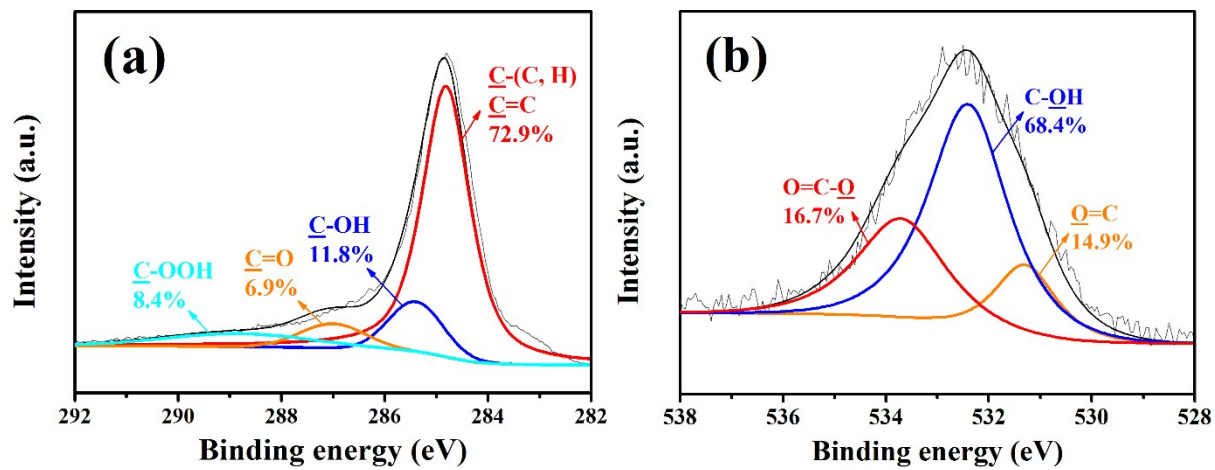 (a)
C-(C, H)
C=C
72.9%
C-OH
11.8%
C=O
6.9%
C-OOH
8.4%
Intensity (a.u.)
292 290 288 286 284 282
Binding energy (eV)
(b)
C-OH
68.4%
O=C-O
16.7%
O=C
14.9%
Intensity (a.u.)
538 536 534 532 530 528
Binding energy (eV)